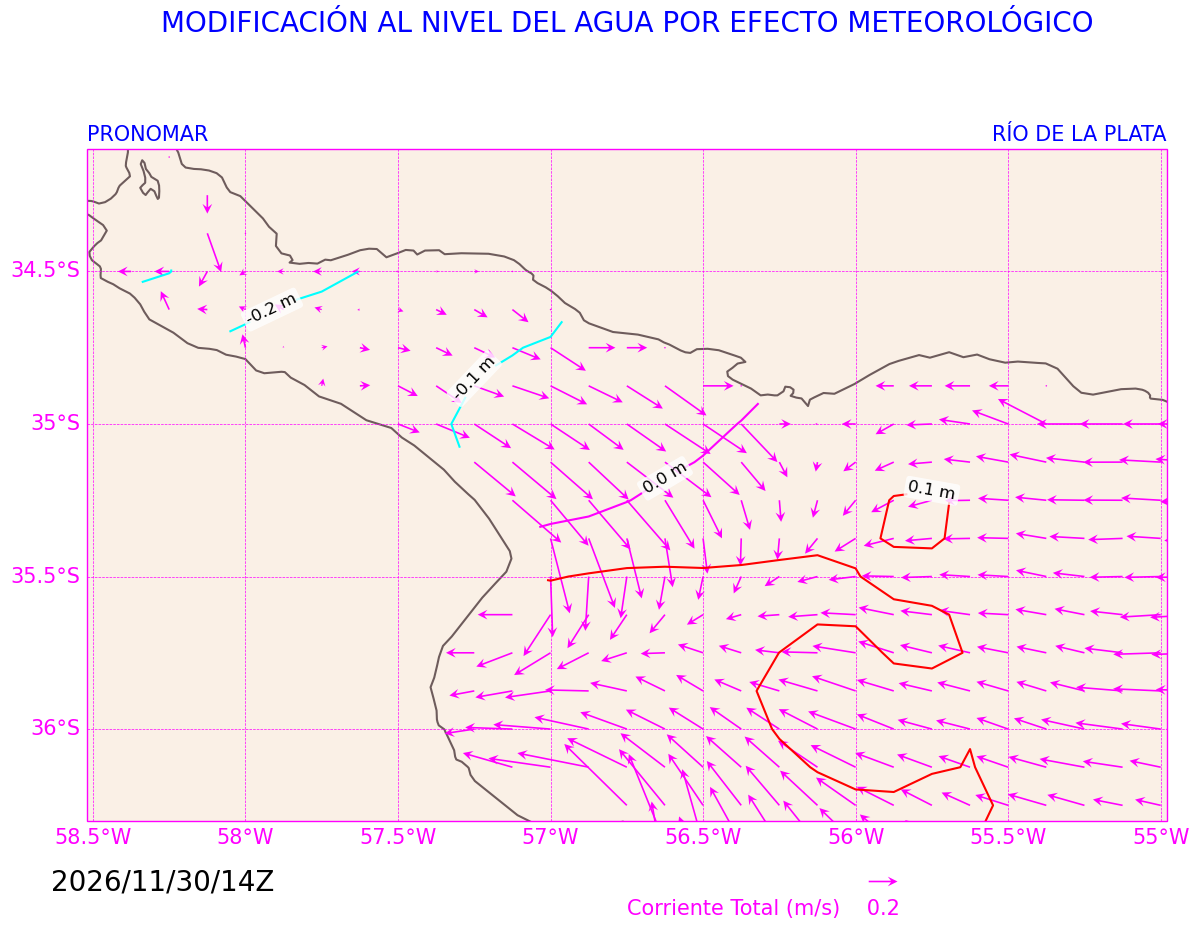 MODIFICACIÓN AL NIVEL DEL AGUA POR EFECTO METEOROLÓGICO
PRONOMAR RÍO DE LA PLATA
34.5°S
-0.2 m
-0.1 m
35°S
0.0 m
0.1 m
35.5°S
36°S
58.5°W 58°W 57.5°W 57°W 56.5°W 56°W 55.5°W 55°W
2026/11/30/14Z
Corriente Total (m/s) 0.2